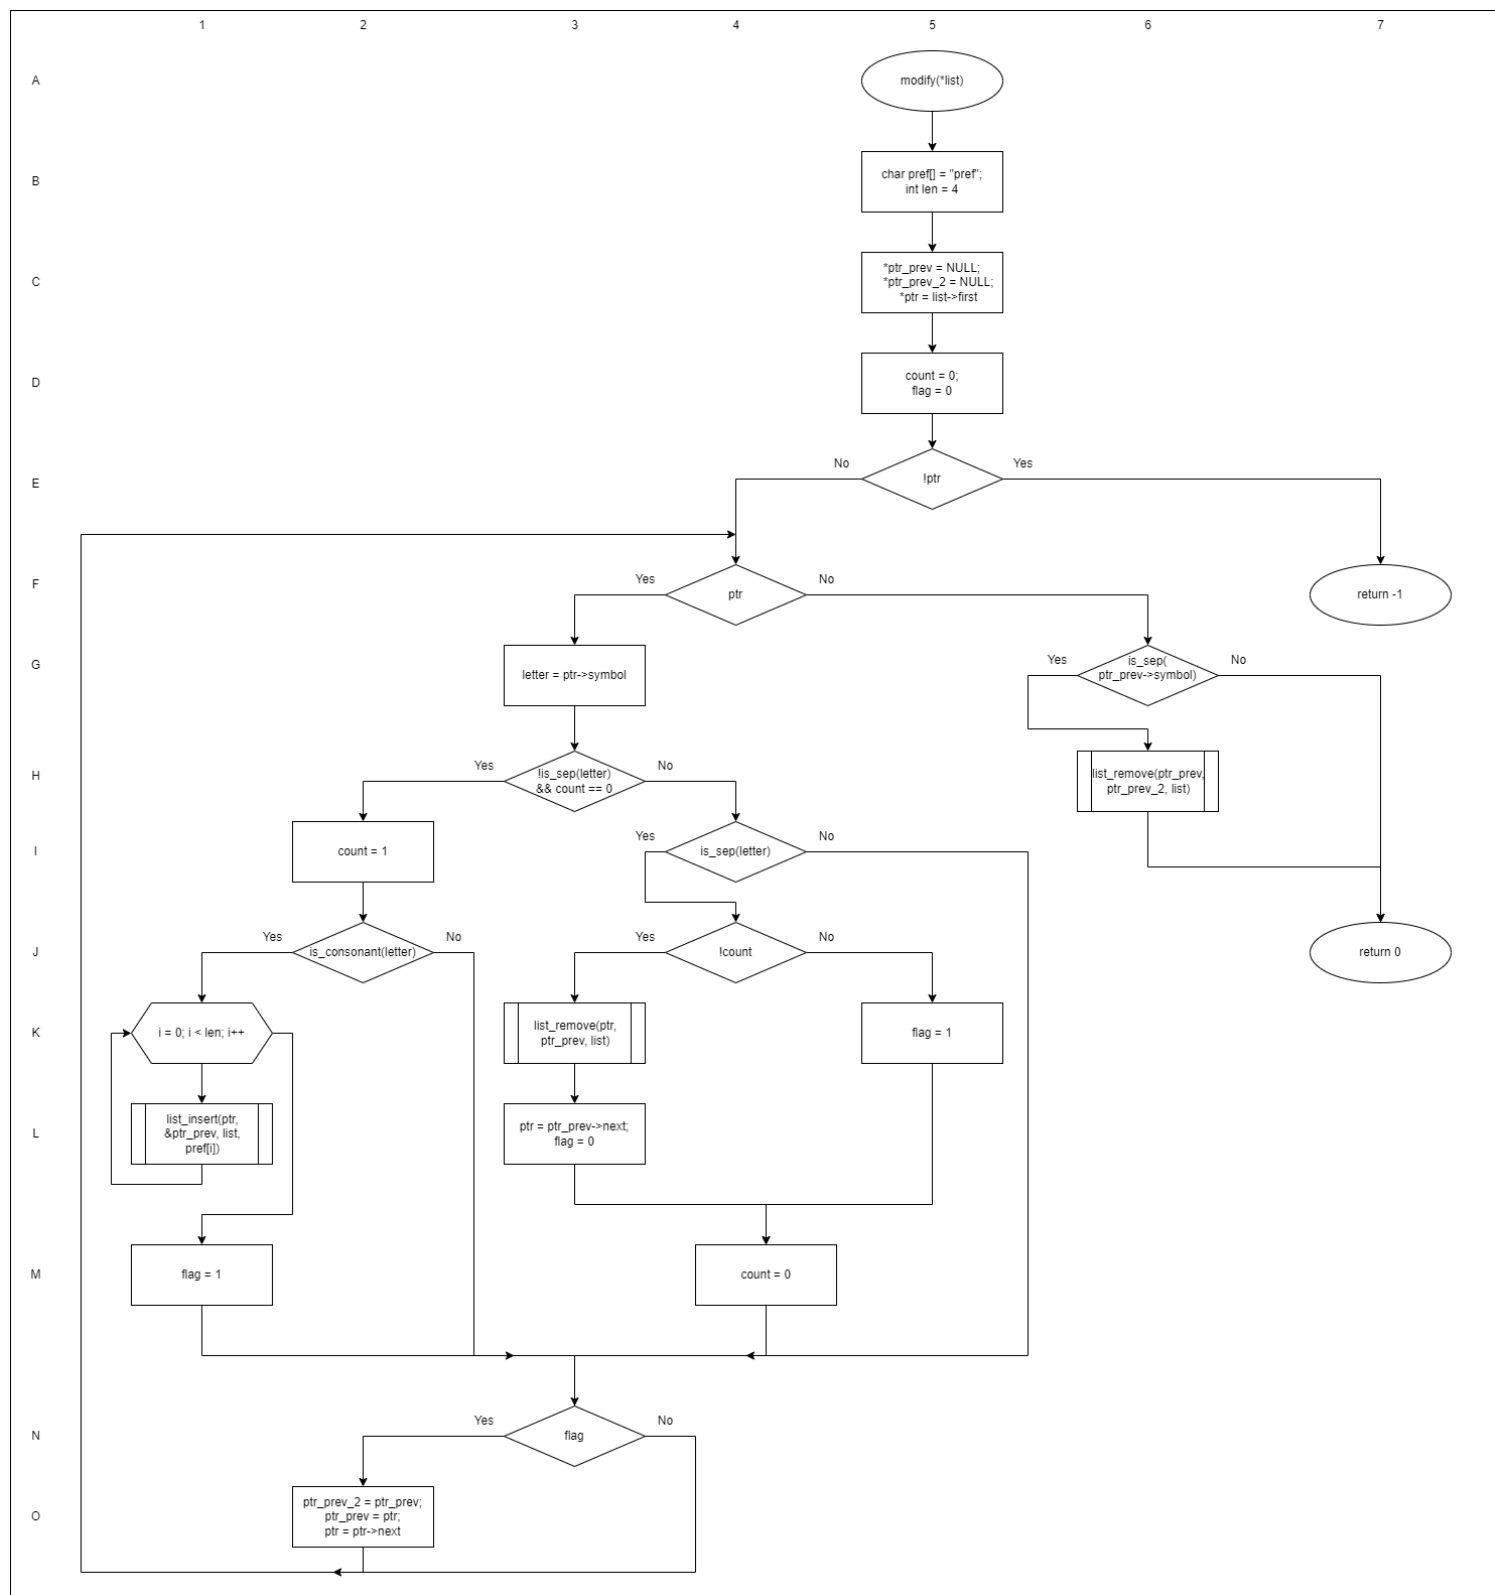 1 2 3 4 5 6 7
A
modify(*list)
B
char pref[] = "pref";
int len = 4
C
*ptr_prev = NULL;
*ptr_prev_2 = NULL;
*ptr = list->first
D
count = 0;
flag = 0
E
No
!ptr
Yes
F
Yes
ptr
No
return -1
G
letter = ptr->symbol
Yes
is_sep(
ptr_prev->symbol)
No
H
Yes
!is_sep(letter)
&& count == 0
No
list_remove(ptr_prev,
ptr_prev_2, list)
I
count = 1
Yes
is_sep(letter)
No
J
Yes
is_consonant(letter)
No
Yes
!count
No
return 0
K
i = 0; i < len; i++
list_remove(ptr,
ptr_prev, list)
flag = 1
L
list_insert(ptr,
&ptr_prev, list,
pref[i])
ptr = ptr_prev->next;
flag = 0
M
flag = 1
count = 0
N
Yes
flag
No
O
ptr_prev_2 = ptr_prev;
ptr_prev = ptr;
ptr = ptr->next